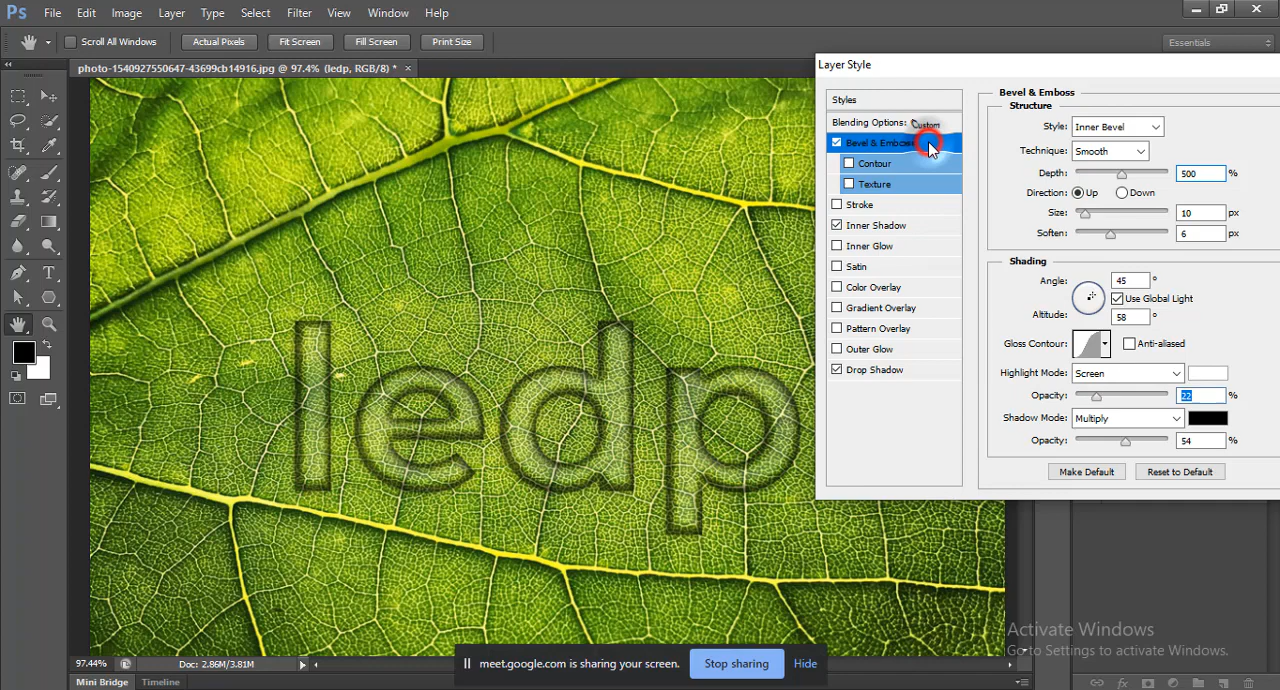 Ps File Edit Image Layer Type Select Filter View Window Help
Scroll All Windows Actual Pixels Fit Screen Fill Screen Print Size Essentials
photo-1540927550647-43699cb14916.jpg @ 97.4% (ledp, RGB/8) * ×
ledp
Layer Style
Styles
Blending Options: Custom
Bevel & Emboss
Contour
Texture
Stroke
Inner Shadow
Inner Glow
Satin
Color Overlay
Gradient Overlay
Pattern Overlay
Outer Glow
Drop Shadow
Bevel & Emboss
Structure
Style: Inner Bevel
Technique: Smooth
Depth: 500 %
Direction: Up Down
Size: 10 px
Soften: 6 px
Shading
Angle: 45 °
Use Global Light
Altitude: 58 °
Gloss Contour: Anti-aliased
Highlight Mode: Screen
Opacity: 22 %
Shadow Mode: Multiply
Opacity: 54 %
Make Default Reset to Default
Activate Windows
Go to Settings to activate Windows.
97.44% Doc: 2.86M/3.81M
meet.google.com is sharing your screen. Stop sharing Hide
Mini Bridge Timeline
fx